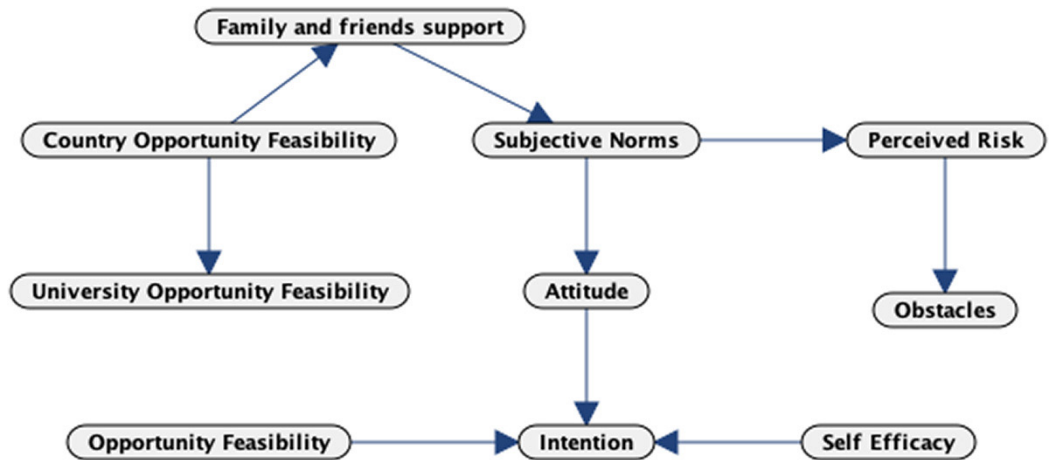 Family and friends support
Country Opportunity Feasibility
Subjective Norms
Perceived Risk
University Opportunity Feasibility
Attitude
Obstacles
Opportunity Feasibility
Intention
Self Efficacy